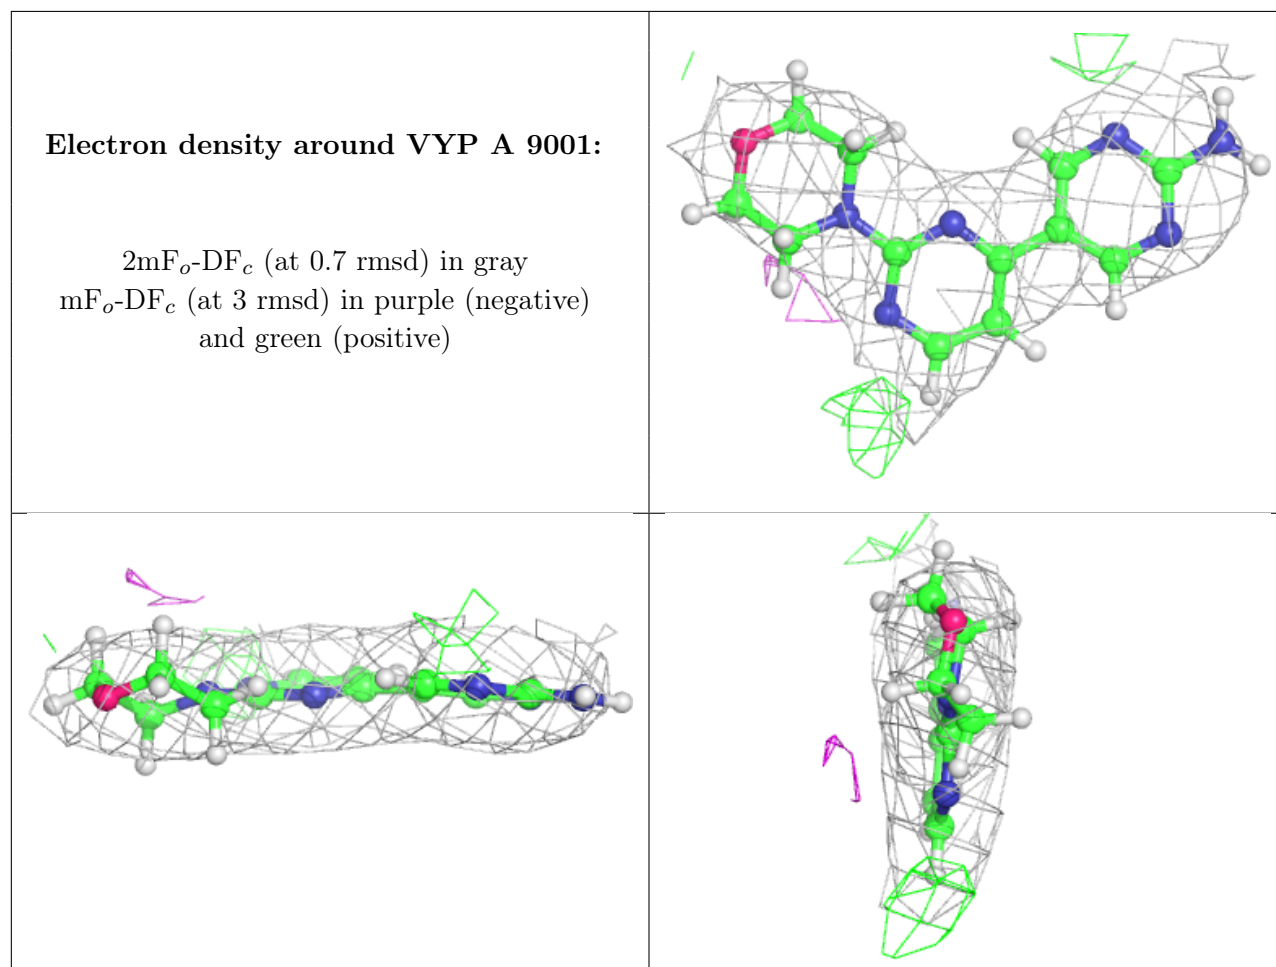 Electron density around VYP A 9001:
2mFₒ-DF𝒸 (at 0.7 rmsd) in gray
mFₒ-DF𝒸 (at 3 rmsd) in purple (negative)
and green (positive)